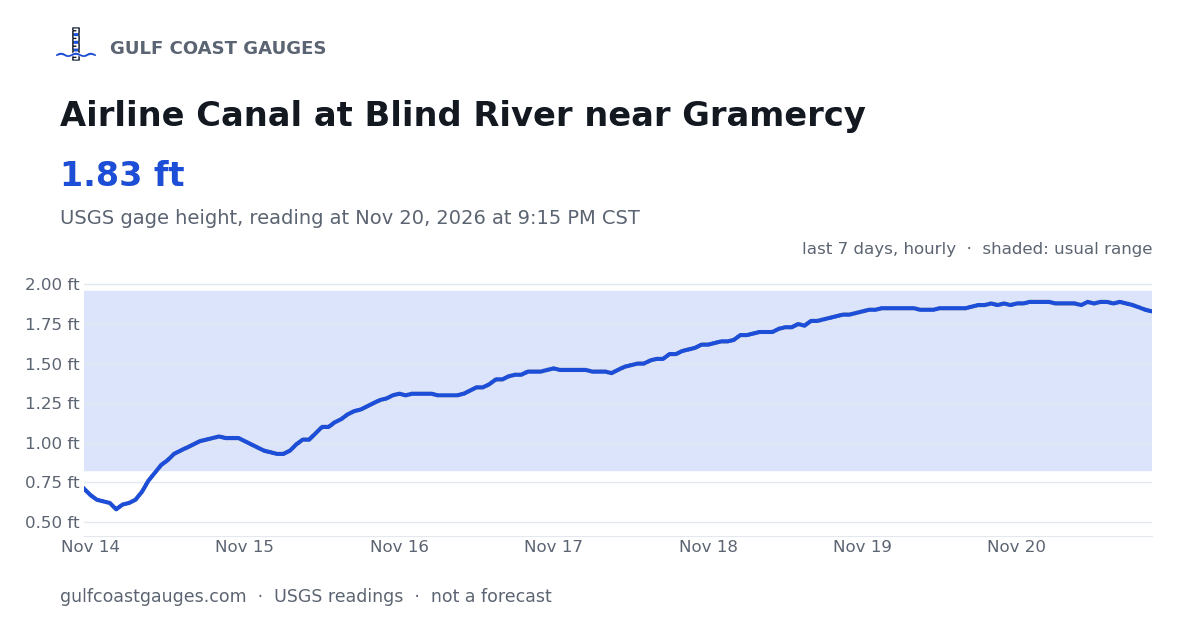 GULF COAST GAUGES
Airline Canal at Blind River near Gramercy
1.83 ft
USGS gage height, reading at Nov 20, 2026 at 9:15 PM CST
last 7 days, hourly · shaded: usual range
2.00 ft
1.75 ft
1.50 ft
1.25 ft
1.00 ft
0.75 ft
0.50 ft
Nov 14 Nov 15 Nov 16 Nov 17 Nov 18 Nov 19 Nov 20
gulfcoastgauges.com · USGS readings · not a forecast